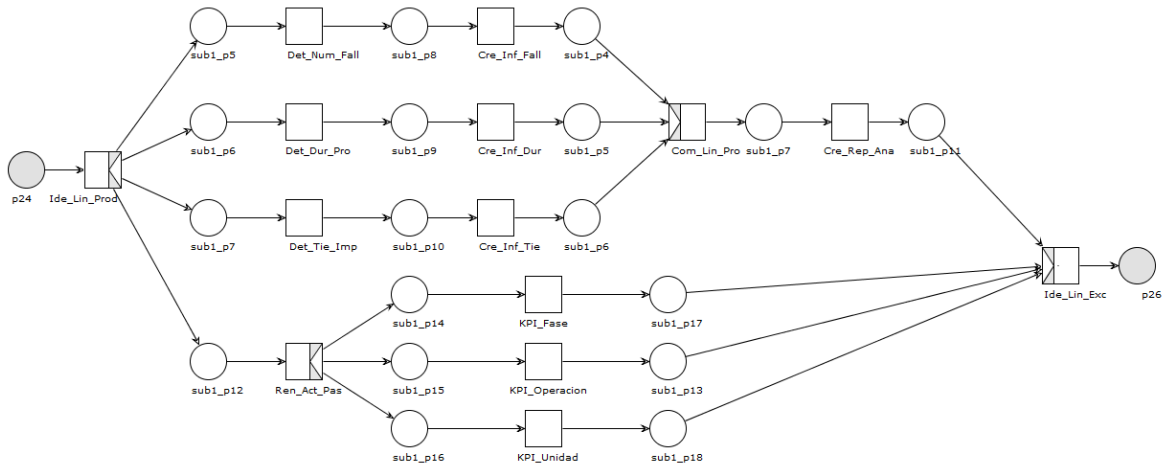 sub1_p5 Det_Num_Fall sub1_p8 Cre_Inf_Fall sub1_p4
sub1_p6 Det_Dur_Pro sub1_p9 Cre_Inf_Dur sub1_p5 Com_Lin_Pro sub1_p7 Cre_Rep_Ana sub1_p11
p24 Ide_Lin_Prod
sub1_p7 Det_Tie_Imp sub1_p10 Cre_Inf_Tie sub1_p6
Ide_Lin_Exc p26
sub1_p14 KPI_Fase sub1_p17
sub1_p12 Ren_Act_Pas sub1_p15 KPI_Operacion sub1_p13
sub1_p16 KPI_Unidad sub1_p18